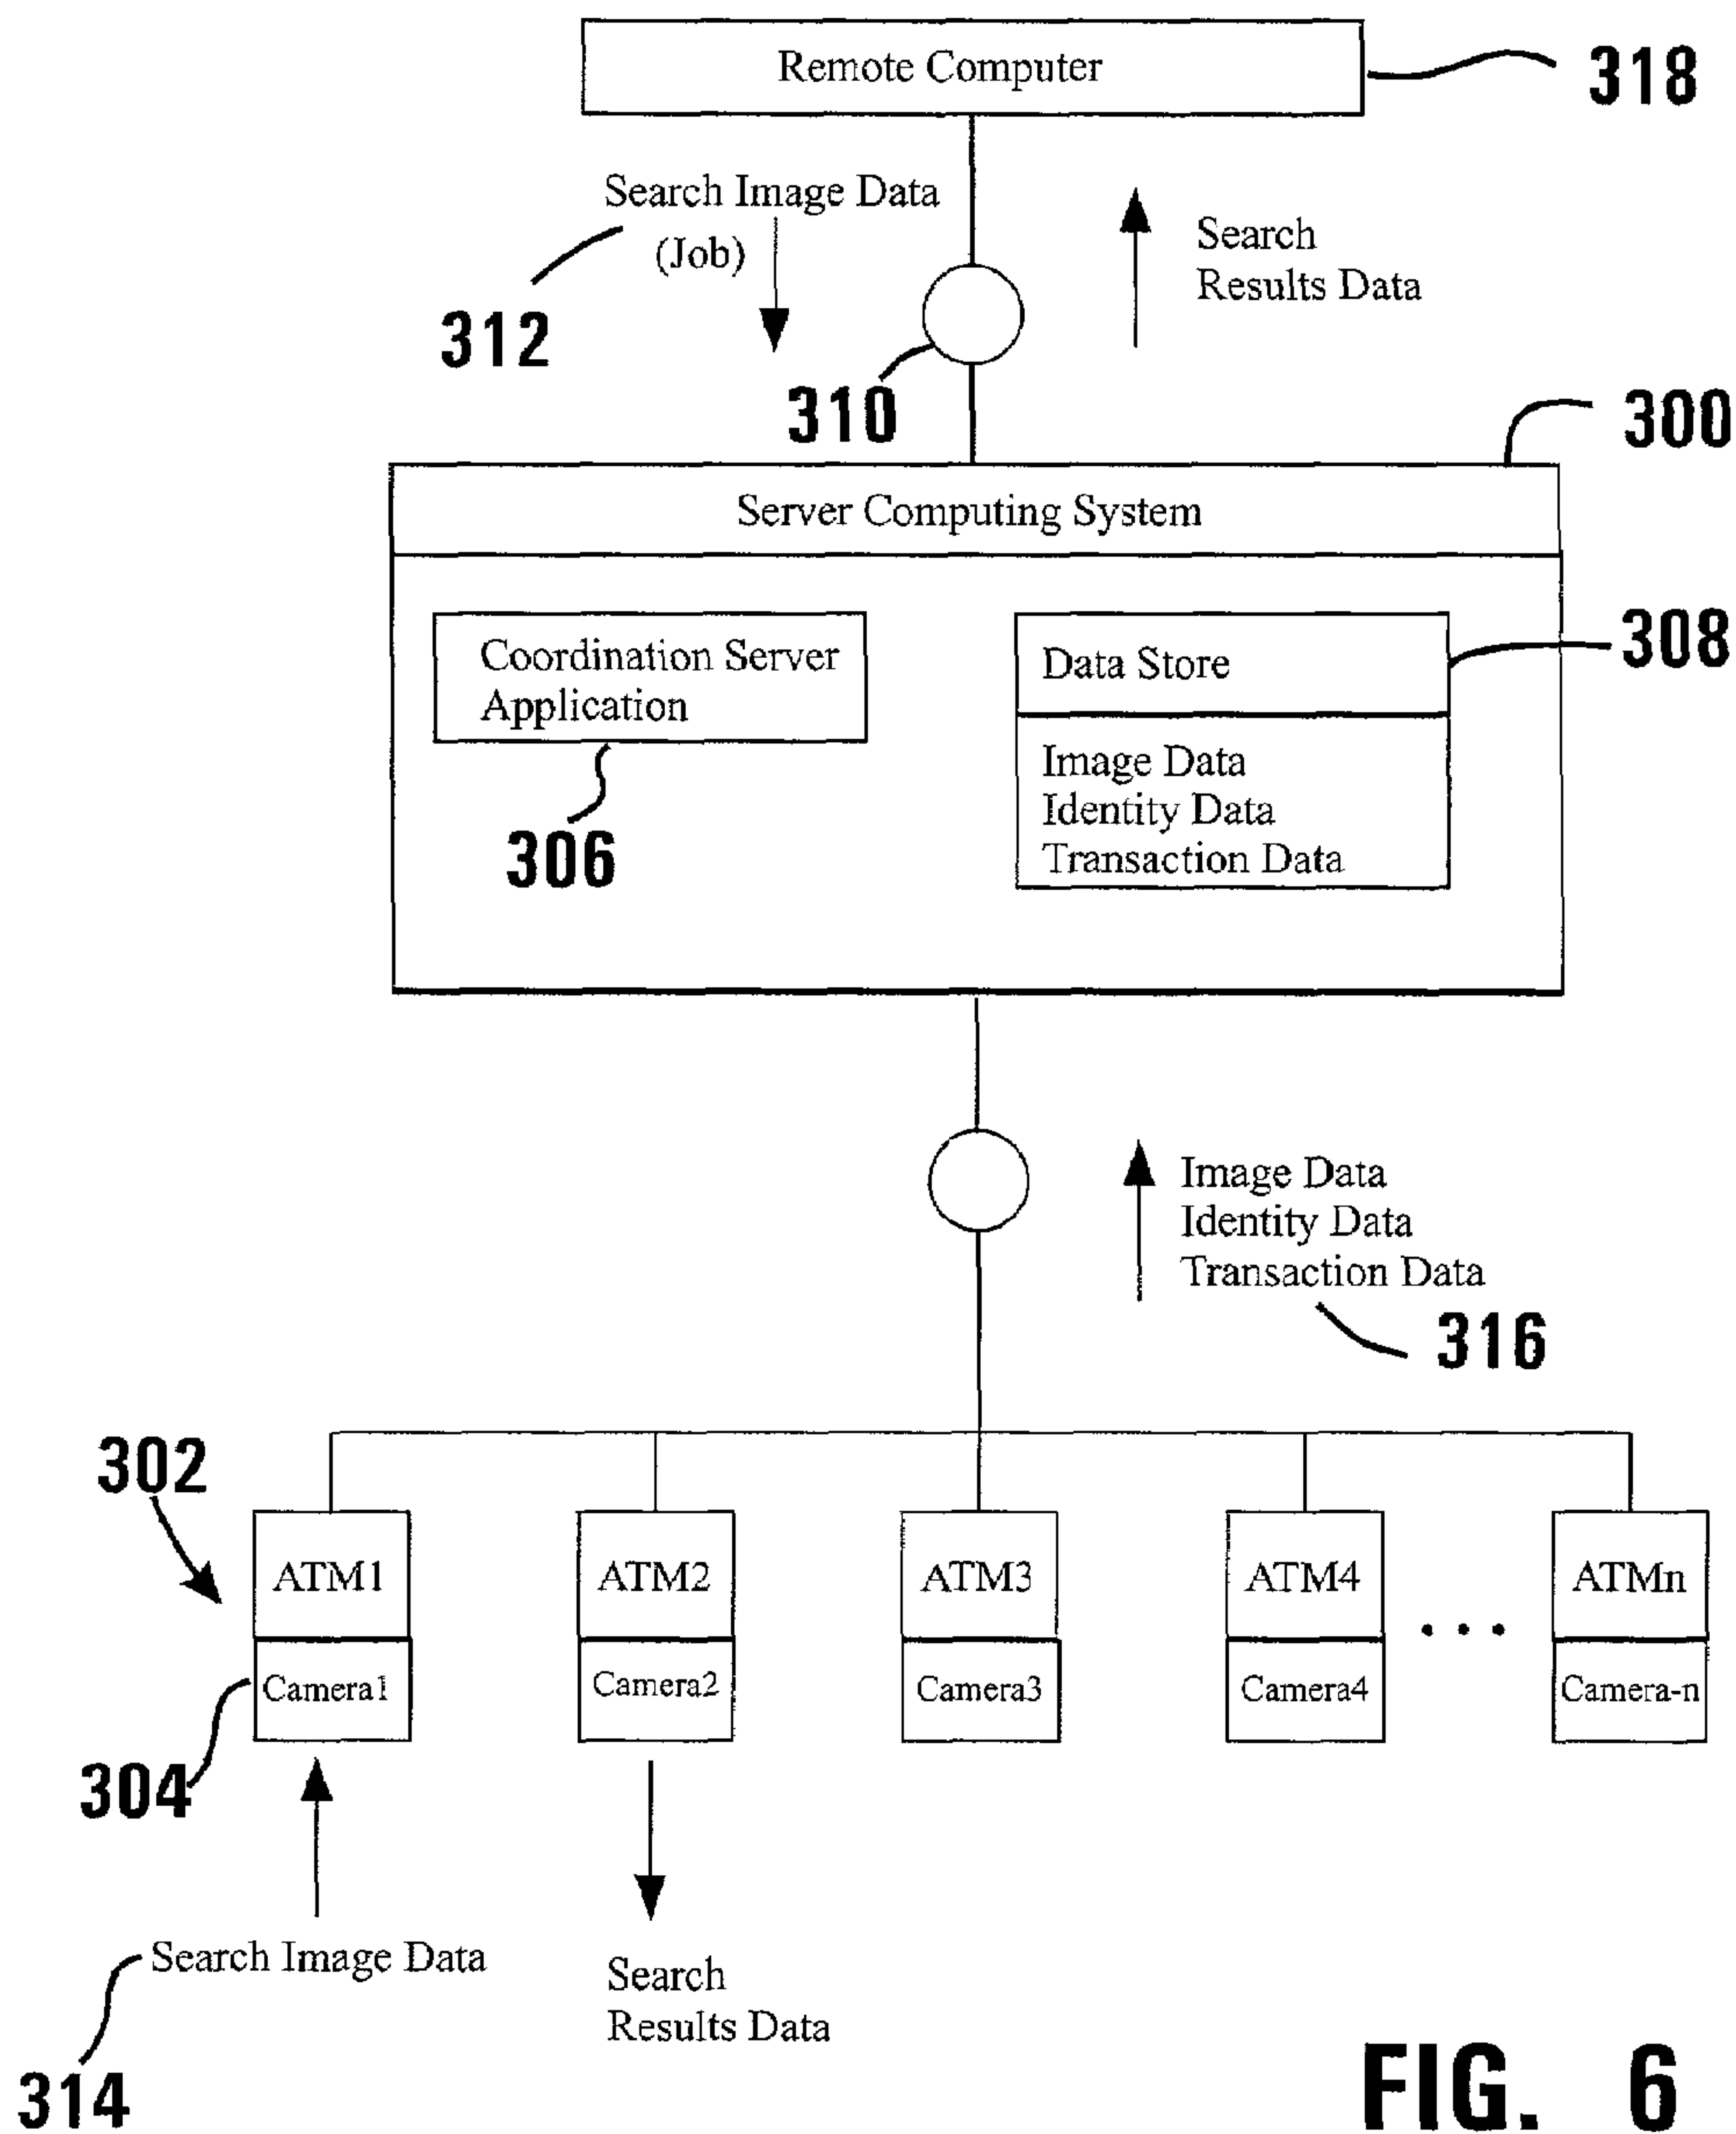 Remote Computer
318
Search Image Data
(Job)
Search
Results Data
312
310
300
Server Computing System
Coordination Server
Application
306
Data Store
308
Image Data
Identity Data
Transaction Data
Image Data
Identity Data
Transaction Data
316
302
ATM1
ATM2
ATM3
ATM4
ATMn
Camera1
Camera2
Camera3
Camera4
Camera-n
304
Search Image Data
Search
Results Data
314
FIG. 6